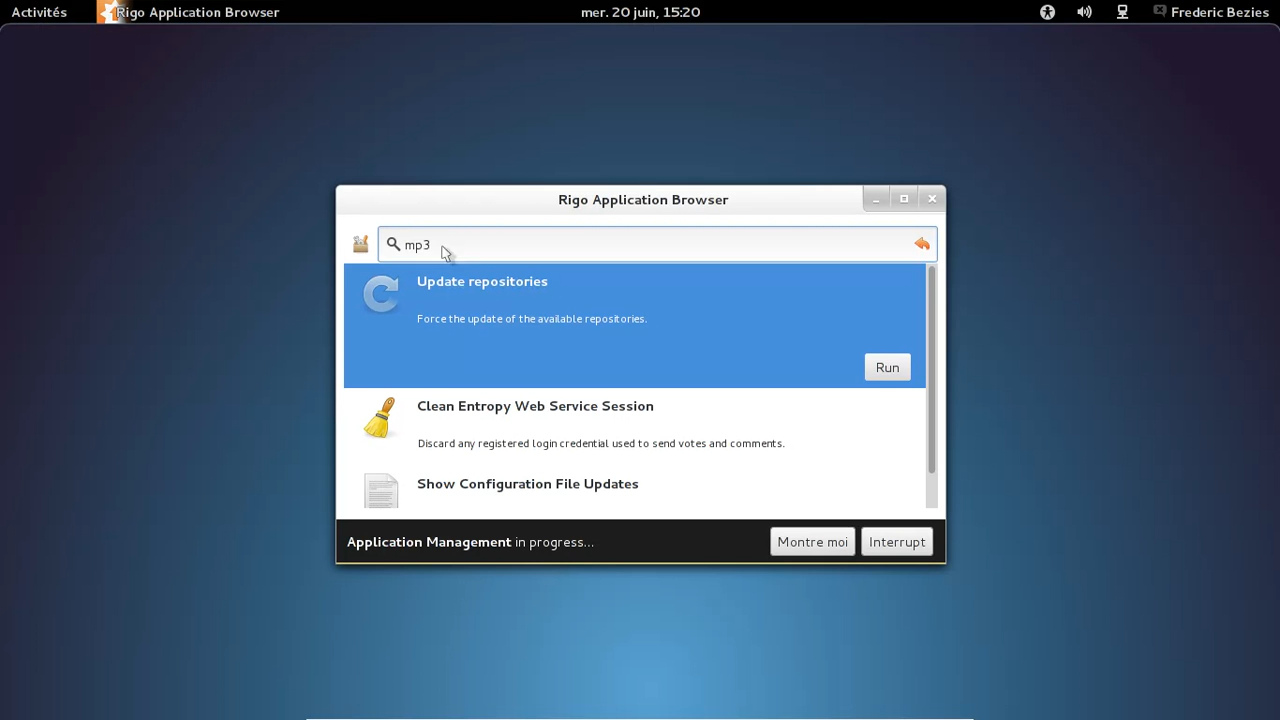 Activités
Rigo Application Browser
mer. 20 juin, 15:20
Frederic Bezies
Rigo Application Browser
mp3
Update repositories
Force the update of the available repositories.
Run
Clean Entropy Web Service Session
Discard any registered login credential used to send votes and comments.
Show Configuration File Updates
Application Management in progress...
Montre moi
Interrupt